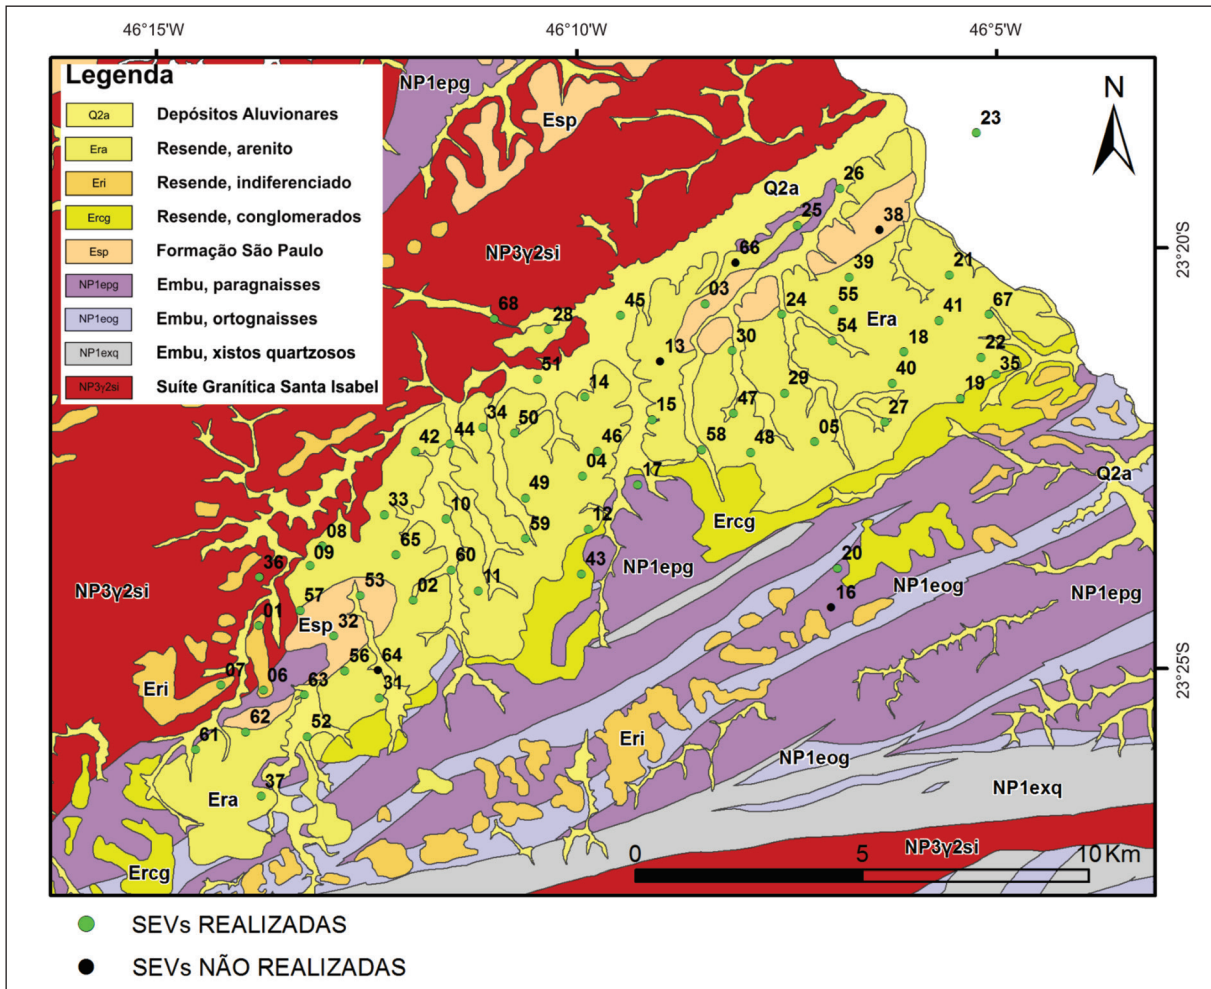 46°15'W
46°10'W
46°5'W
Legenda
Q2a Depósitos Aluvionares
Era Resende, arenito
Eri Resende, indiferenciado
Ercg Resende, conglomerados
Esp Formação São Paulo
NP1epg Embu, paragnaisses
NP1eog Embu, ortognaisses
NP1exq Embu, xistos quartzosos
NP3γ2si Suíte Granítica Santa Isabel
NP1epg
N
Esp
23
26
Q2a
25
38
23°20'S
66
NP3γ2si
39
21
03
45
24
55
41
67
68
28
Era
54
30
18
13
22
35
51
14
29
40
19
47
34
50
15
27
44
05
42
46
58
48
04
17
Q2a
49
33
10
12
Ercg
59
08
65
09
20
36
60
43
NP1epg
53
11
NP1eog
NP3γ2si
02
NP1epg
57
16
01
Esp
32
64
56
07
06
63
31
23°25'S
Eri
62
52
Eri
61
NP1eog
37
NP1exq
Era
NP3γ2si
0
5
10 Km
Ercg
SEVs REALIZADAS
SEVs NÃO REALIZADAS